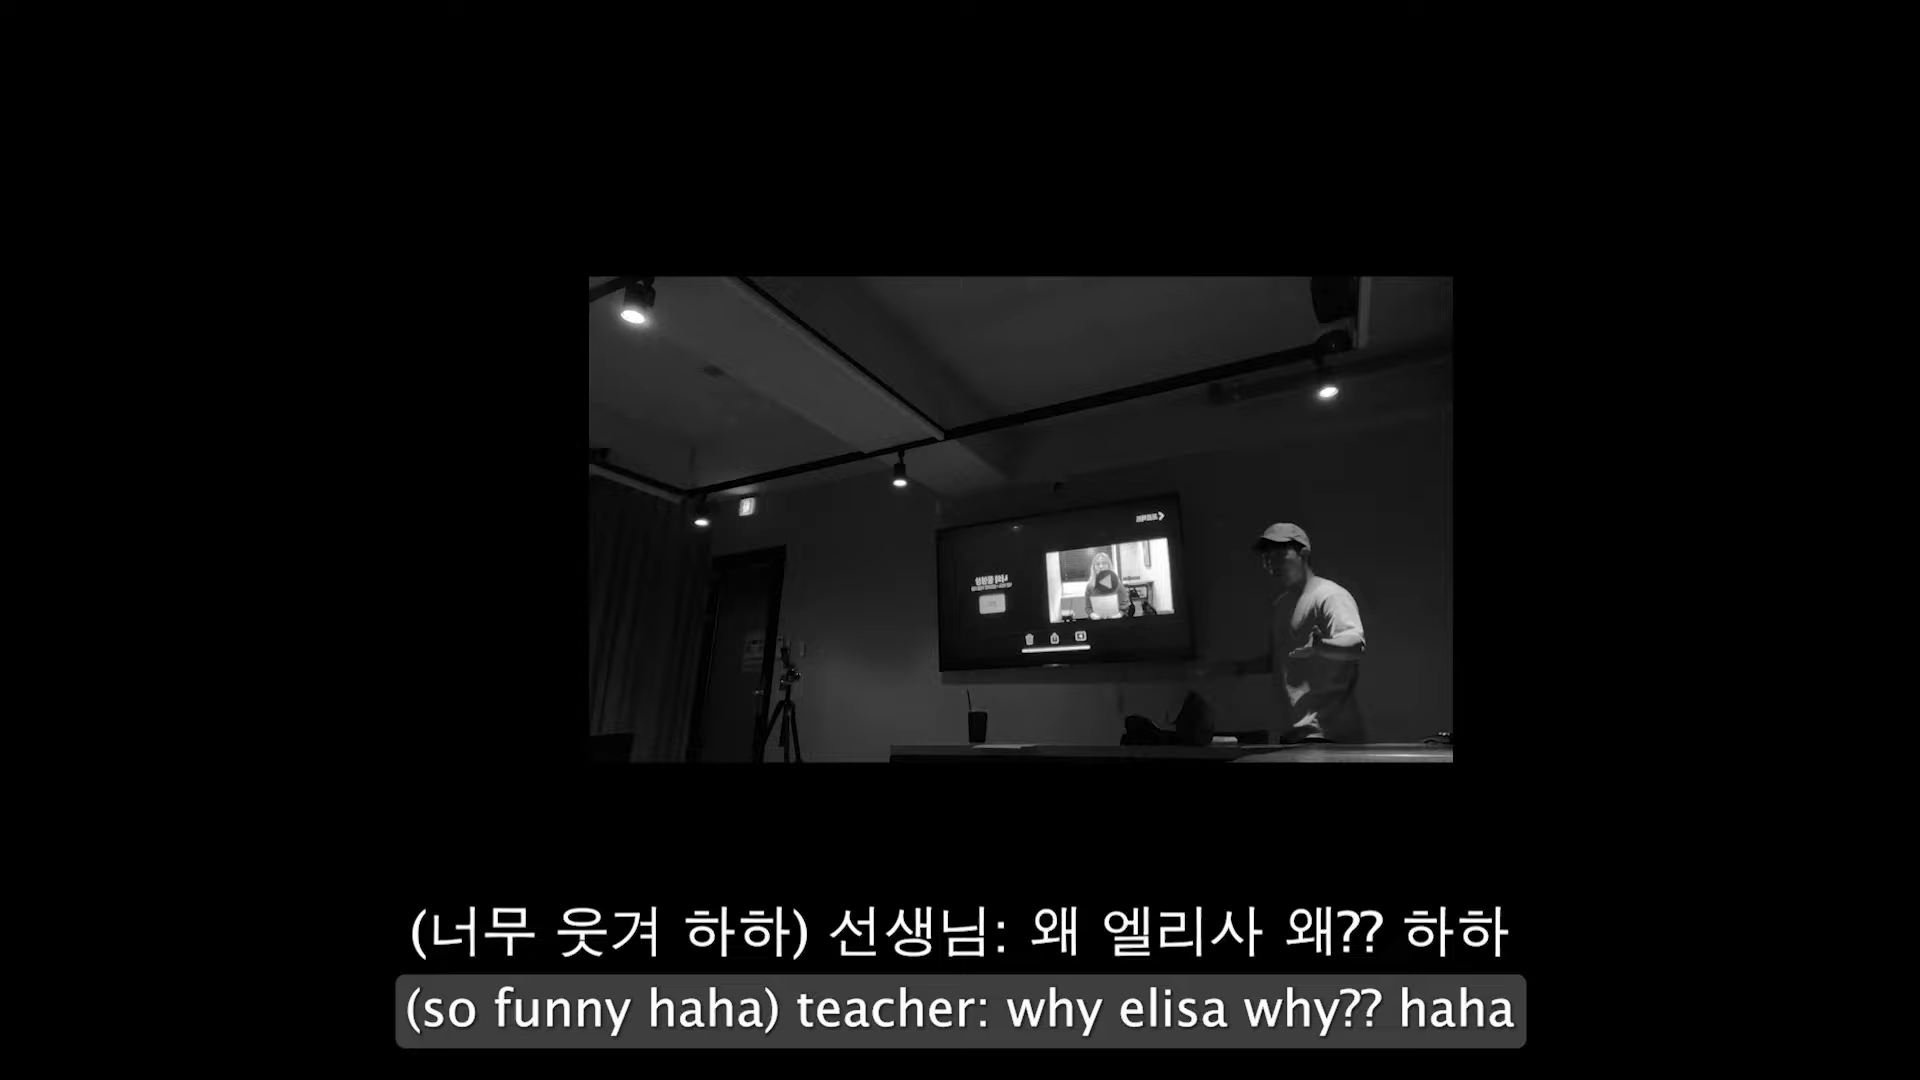 (너무 웃겨 하하) 선생님: 왜 엘리사 왜?? 하하
(so funny haha) teacher: why elisa why?? haha